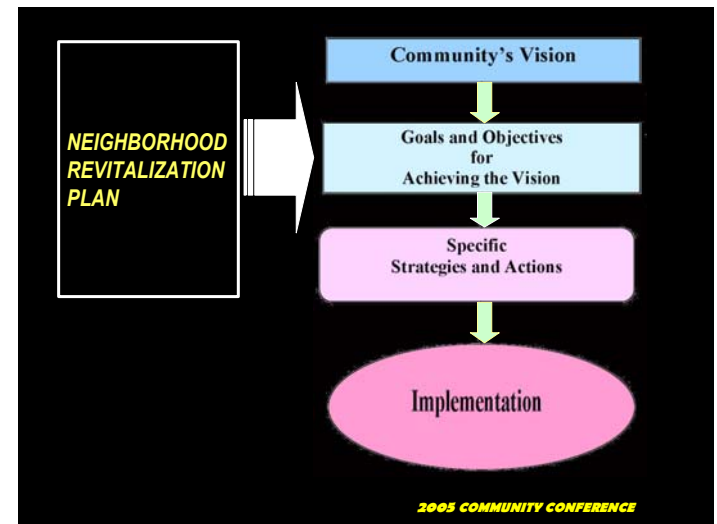 NEIGHBORHOOD
REVITALIZATION
PLAN
Community's Vision
Goals and Objectives
for
Achieving the Vision
Specific
Strategies and Actions
Implementation
2005 COMMUNITY CONFERENCE